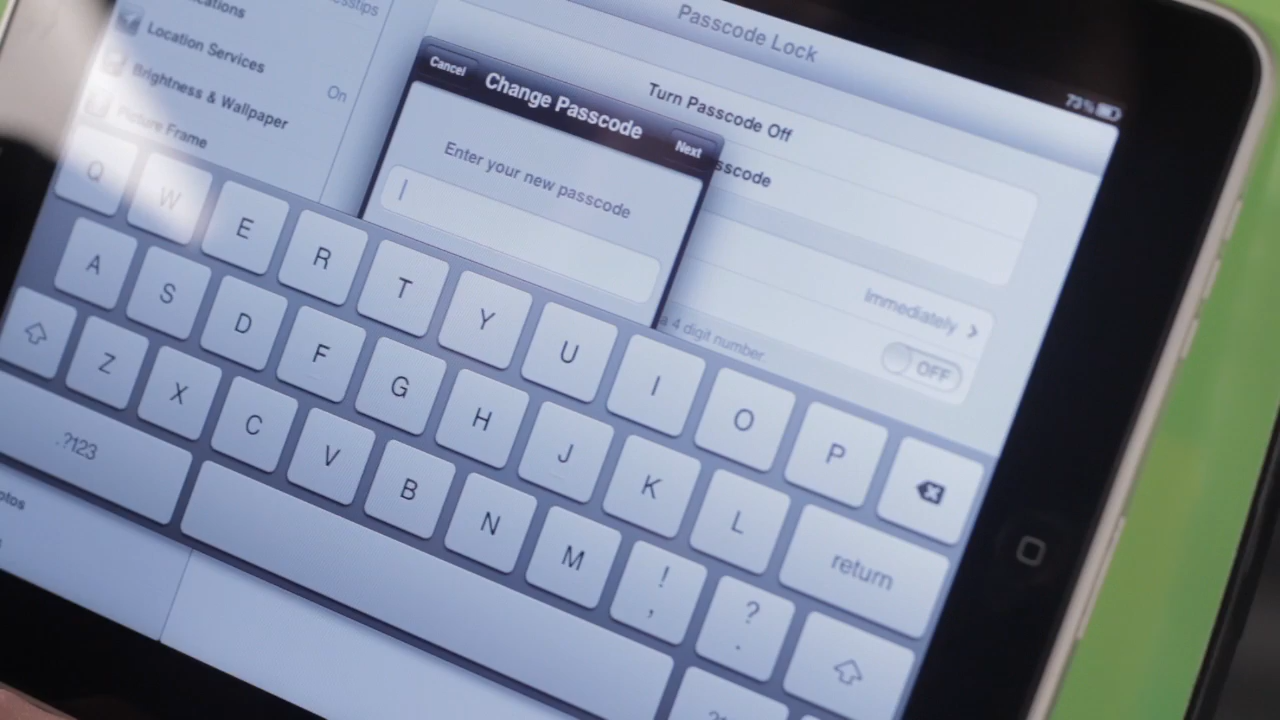 Passcode Lock
73%
Location Services
On
Brightness & Wallpaper
Picture Frame
Turn Passcode Off
Cancel
Change Passcode
Next
Enter your new passcode
Immediately
a 4 digit number
OFF
Q W E R T Y U I O P
A S D F G H J K L return
Z X C V B N M ! , ? .
.?123